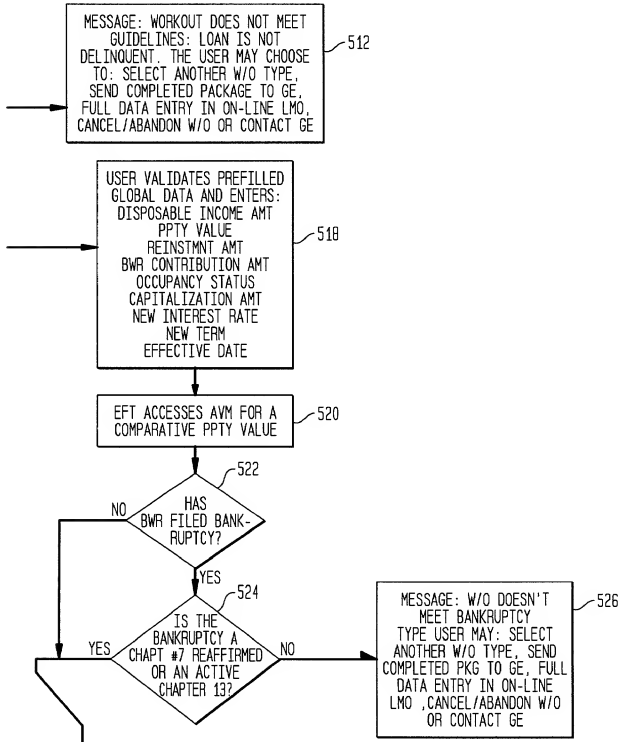 MESSAGE: WORKOUT DOES NOT MEET
GUIDELINES: LOAN IS NOT
DELINQUENT. THE USER MAY CHOOSE
TO: SELECT ANOTHER W/O TYPE,
SEND COMPLETED PACKAGE TO GE,
FULL DATA ENTRY IN ON-LINE LMO,
CANCEL/ABANDON W/O OR CONTACT GE
512
USER VALIDATES PREFILLED
GLOBAL DATA AND ENTERS:
DISPOSABLE INCOME AMT
PPTY VALUE
REINSTMNT AMT
BWR CONTRIBUTION AMT
OCCUPANCY STATUS
CAPITALIZATION AMT
NEW INTEREST RATE
NEW TERM
EFFECTIVE DATE
518
EFT ACCESSES AVM FOR A
COMPARATIVE PPTY VALUE
520
522
HAS
BWR FILED BANK-
RUPTCY?
NO
YES
524
IS THE
BANKRUPTCY A
CHAPT #7 REAFFIRMED
OR AN ACTIVE
CHAPTER 13?
YES
NO
MESSAGE: W/O DOESN'T
MEET BANKRUPTCY
TYPE USER MAY: SELECT
ANOTHER W/O TYPE, SEND
COMPLETED PKG TO GE, FULL
DATA ENTRY IN ON-LINE
LMO ,CANCEL/ABANDON W/O
OR CONTACT GE
526